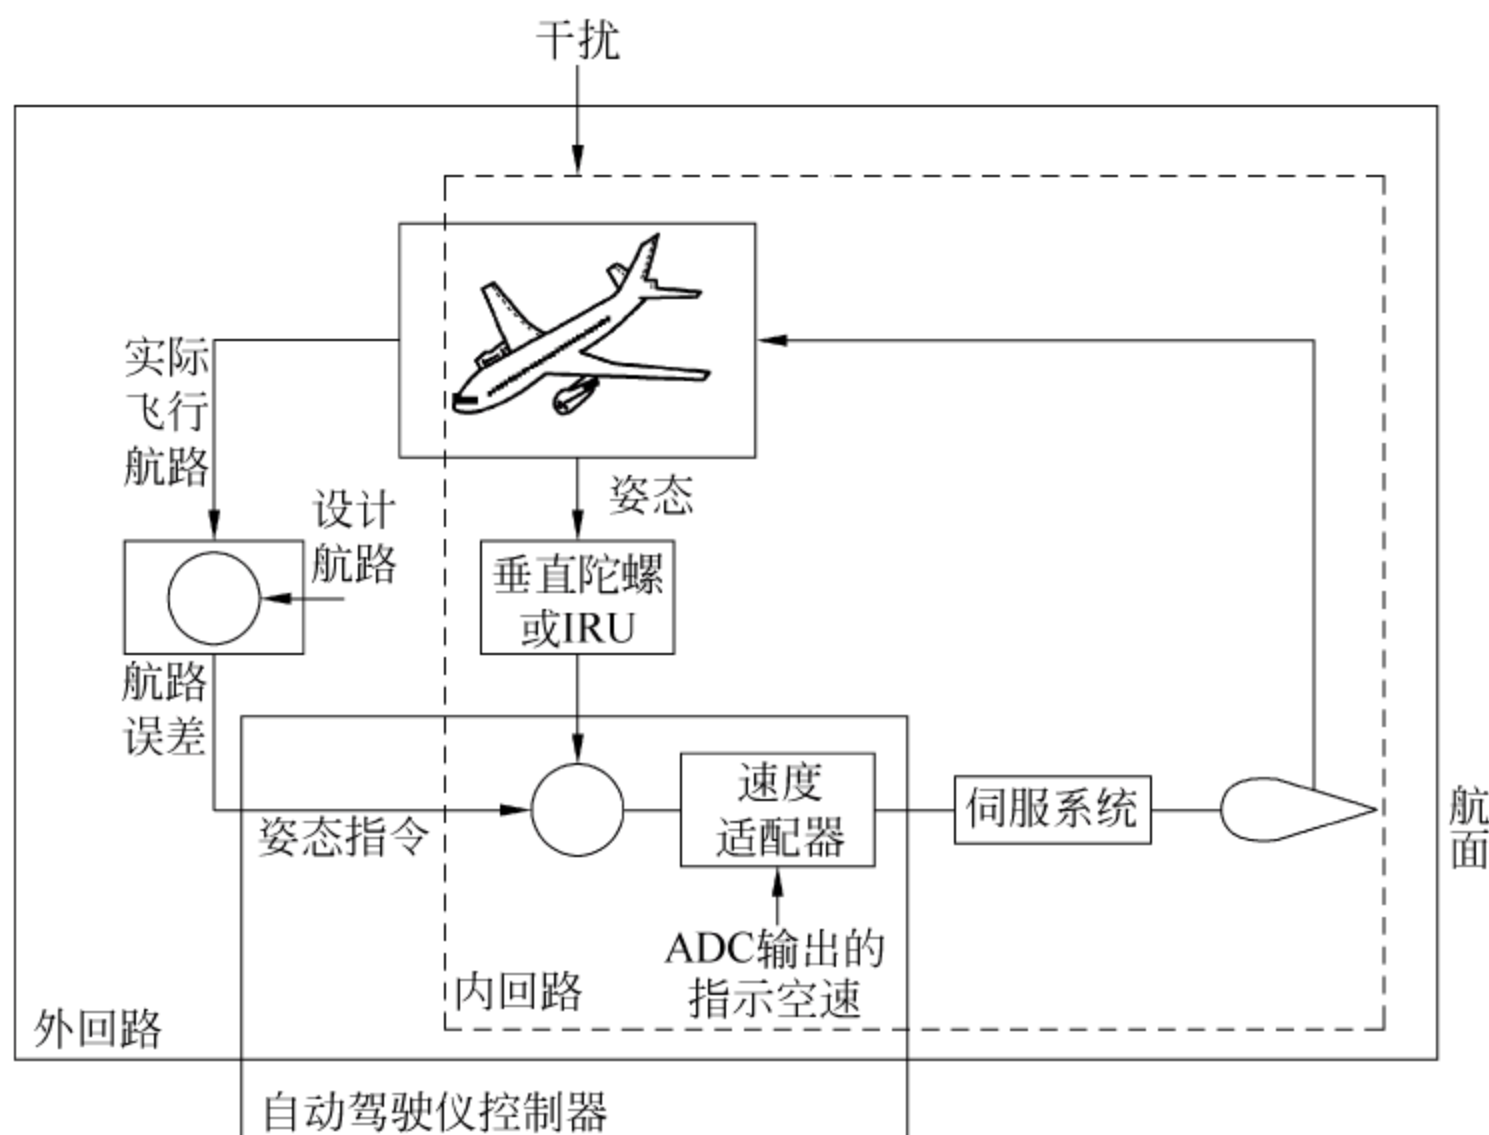 干扰
实际
飞行
航路
设计
航路
姿态
垂直陀螺
或IRU
航路
误差
姿态指令
速度
适配器
伺服系统
航
面
ADC输出的
指示空速
内回路
外回路
自动驾驶仪控制器